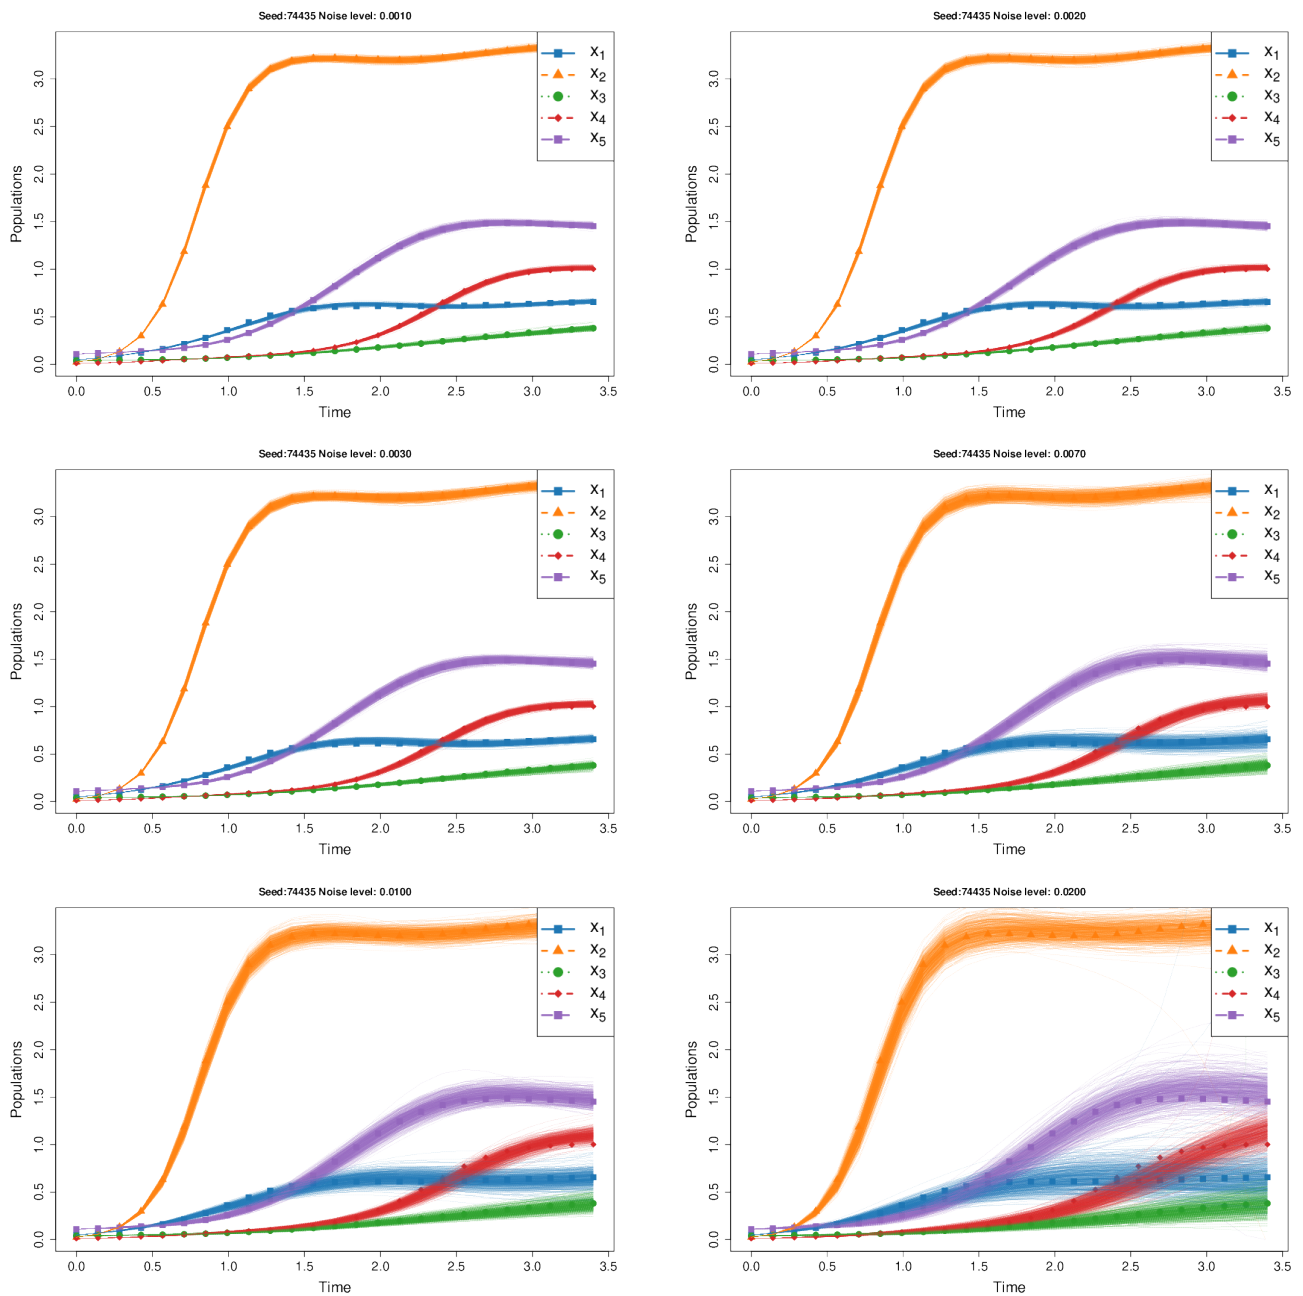 Seed:74435 Noise level: 0.0010
Populations
0.0 0.5 1.0 1.5 2.0 2.5 3.0
0.0 0.5 1.0 1.5 2.0 2.5 3.0 3.5
Time
X1
X2
X3
X4
X5
Seed:74435 Noise level: 0.0020
Populations
0.0 0.5 1.0 1.5 2.0 2.5 3.0
0.0 0.5 1.0 1.5 2.0 2.5 3.0 3.5
Time
X1
X2
X3
X4
X5
Seed:74435 Noise level: 0.0030
Populations
0.0 0.5 1.0 1.5 2.0 2.5 3.0
0.0 0.5 1.0 1.5 2.0 2.5 3.0 3.5
Time
X1
X2
X3
X4
X5
Seed:74435 Noise level: 0.0070
Populations
0.0 0.5 1.0 1.5 2.0 2.5 3.0
0.0 0.5 1.0 1.5 2.0 2.5 3.0 3.5
Time
X1
X2
X3
X4
X5
Seed:74435 Noise level: 0.0100
Populations
0.0 0.5 1.0 1.5 2.0 2.5 3.0
0.0 0.5 1.0 1.5 2.0 2.5 3.0 3.5
Time
X1
X2
X3
X4
X5
Seed:74435 Noise level: 0.0200
Populations
0.0 0.5 1.0 1.5 2.0 2.5 3.0
0.0 0.5 1.0 1.5 2.0 2.5 3.0 3.5
Time
X1
X2
X3
X4
X5